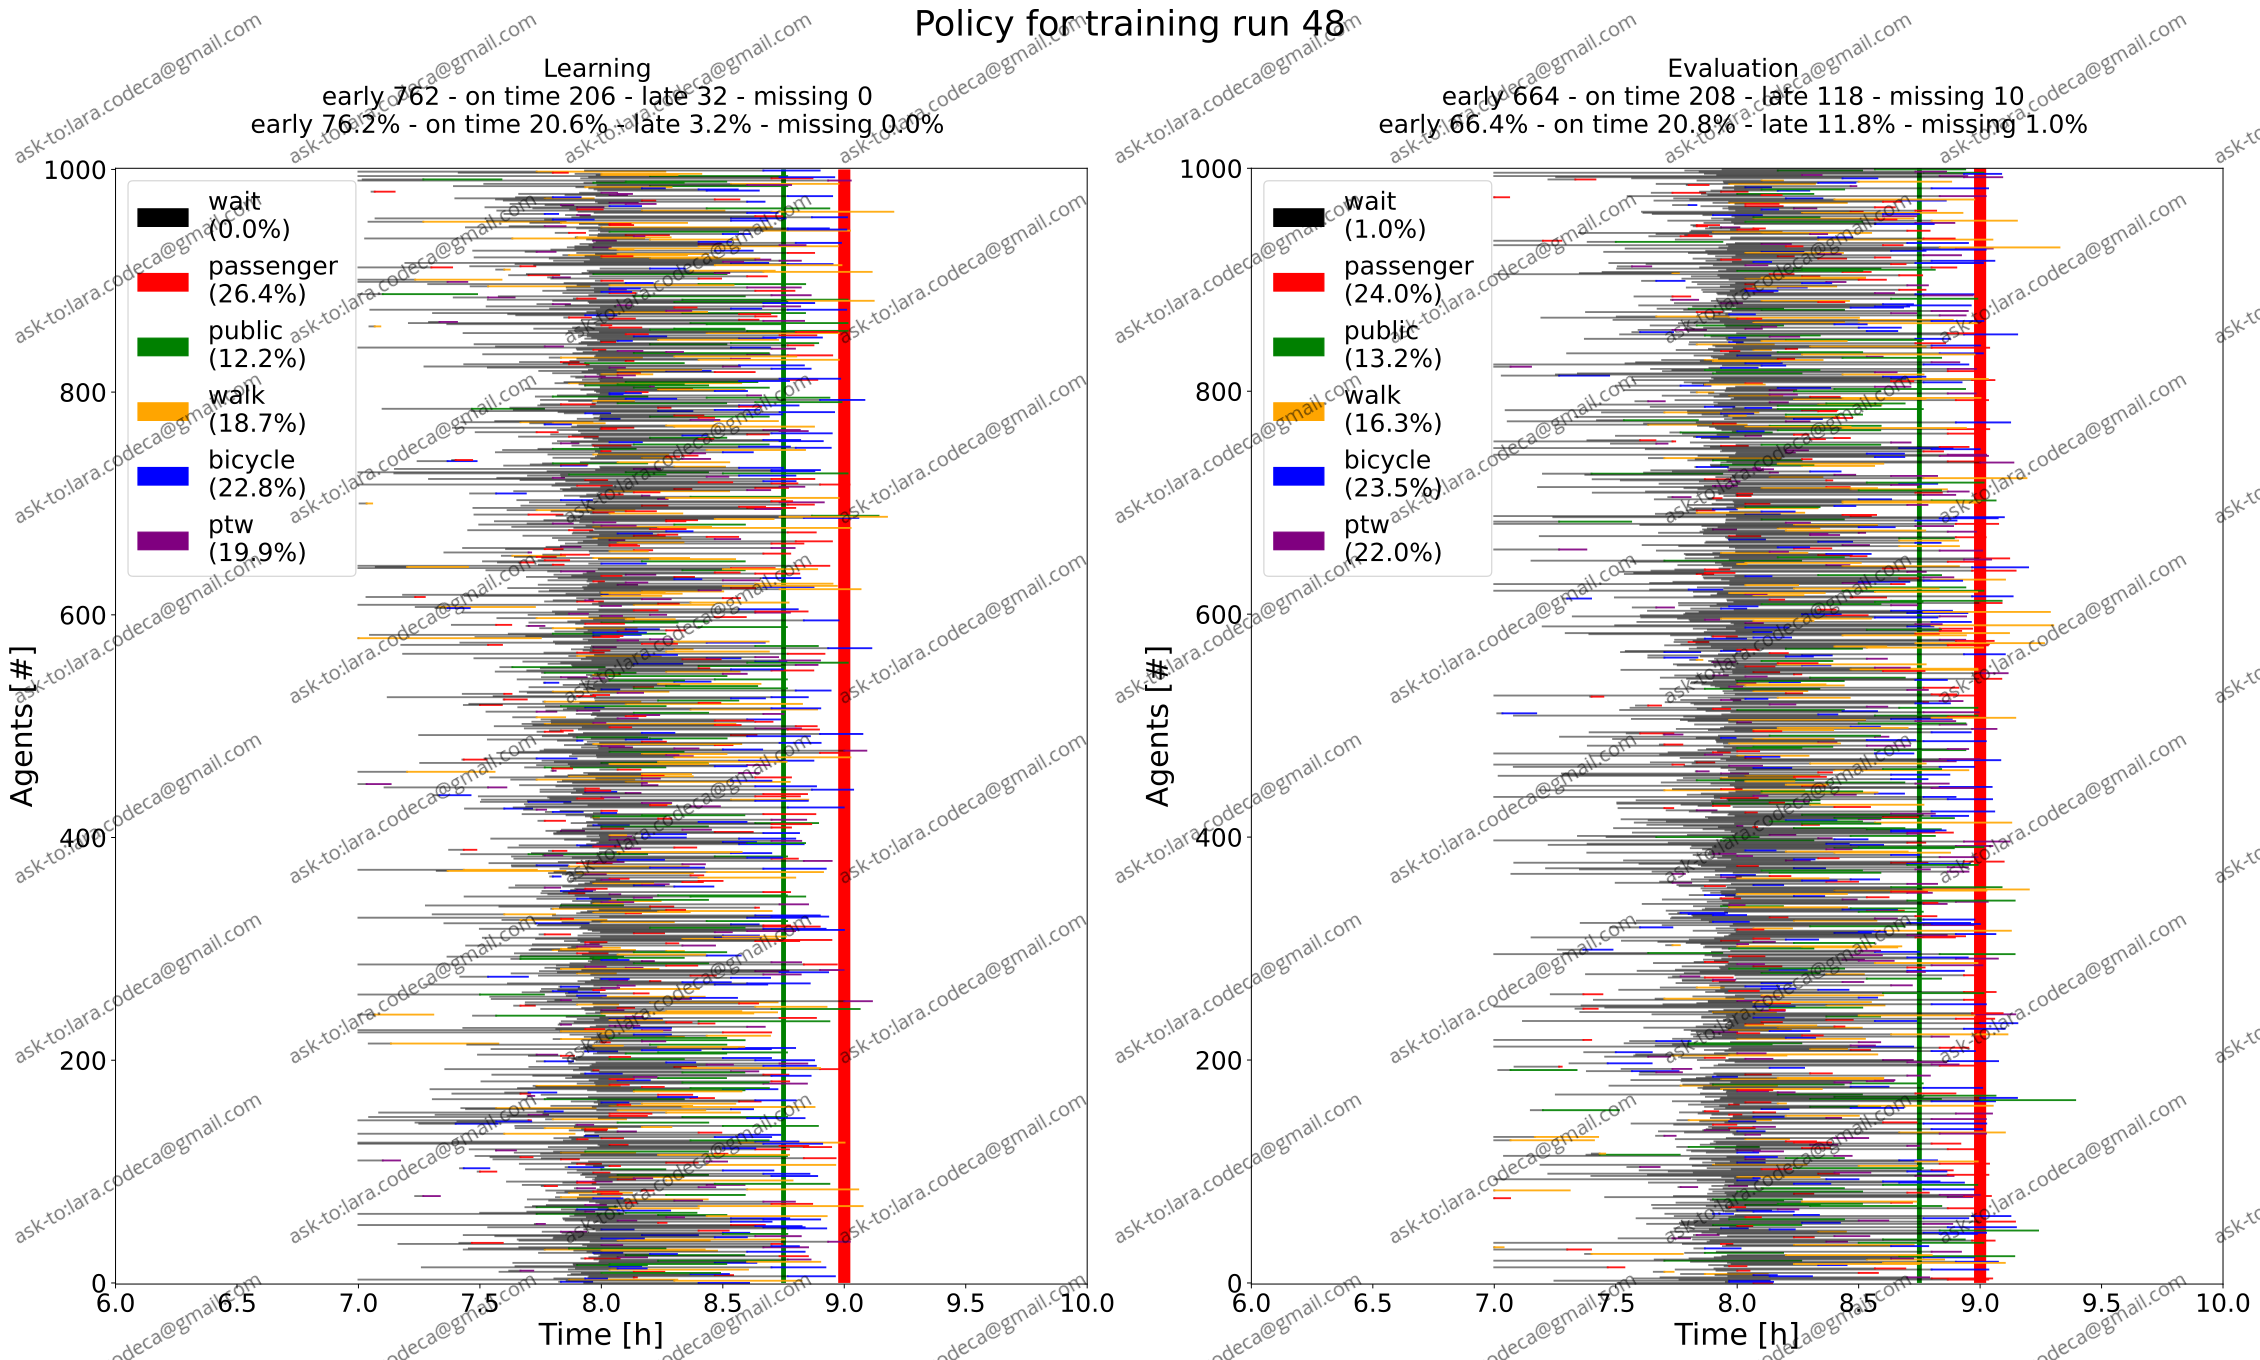 Policy for training run 48
Learning
early 762 - on time 206 - late 32 - missing 0
early 76.2% - on time 20.6% - late 3.2% - missing 0.0%
1000
800
600
400
200
0
Agents [#]
wait
(0.0%)
passenger
(26.4%)
public
(12.2%)
walk
(18.7%)
bicycle
(22.8%)
ptw
(19.9%)
6.0 6.5 7.0 7.5 8.0 8.5 9.0 9.5 10.0
Time [h]
Evaluation
early 664 - on time 208 - late 118 - missing 10
early 66.4% - on time 20.8% - late 11.8% - missing 1.0%
1000
800
600
400
200
0
Agents [#]
wait
(1.0%)
passenger
(24.0%)
public
(13.2%)
walk
(16.3%)
bicycle
(23.5%)
ptw
(22.0%)
6.0 6.5 7.0 7.5 8.0 8.5 9.0 9.5 10.0
Time [h]
ask-to:lara.codeca@gmail.com